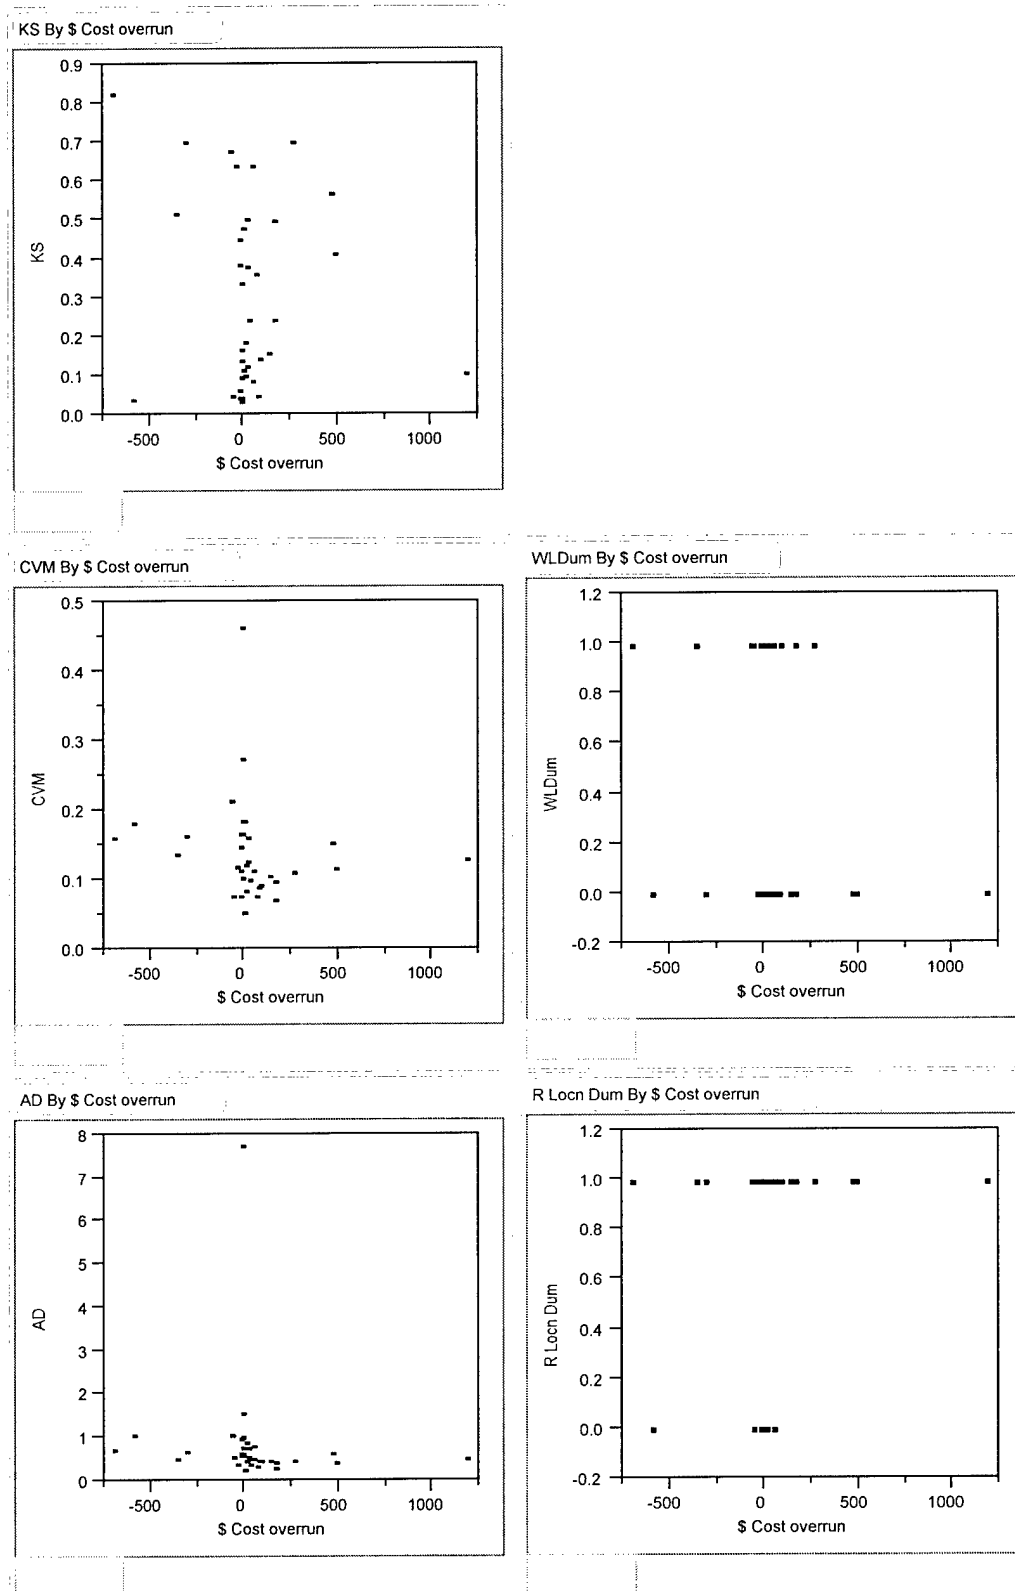 KS By $ Cost overrun
0.9
0.8
0.7
0.6
0.5
0.4
0.3
0.2
0.1
0.0
KS
-500 0 500 1000
$ Cost overrun
CVM By $ Cost overrun
0.5
0.4
0.3
0.2
0.1
0.0
CVM
-500 0 500 1000
$ Cost overrun
WLDum By $ Cost overrun
1.2
1.0
0.8
0.6
0.4
0.2
0.0
-0.2
WLDum
-500 0 500 1000
$ Cost overrun
AD By $ Cost overrun
8
7
6
5
4
3
2
1
0
AD
-500 0 500 1000
$ Cost overrun
R Locn Dum By $ Cost overrun
1.2
1.0
0.8
0.6
0.4
0.2
0.0
-0.2
R Locn Dum
-500 0 500 1000
$ Cost overrun